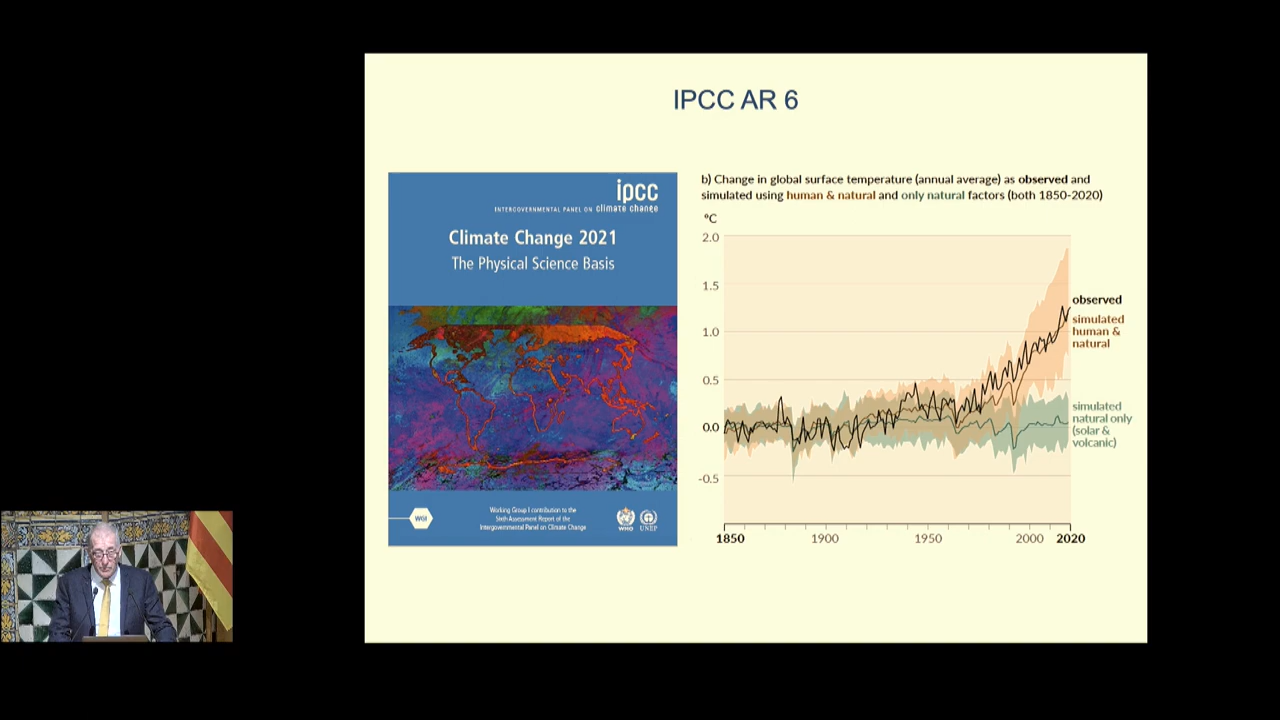 IPCC AR 6
ipcc
INTERGOVERNMENTAL PANEL ON climate change
Climate Change 2021
The Physical Science Basis
WGI
Working Group I contribution to the
Sixth Assessment Report of the
Intergovernmental Panel on Climate Change
WMO
UNEP
b) Change in global surface temperature (annual average) as observed and
simulated using human & natural and only natural factors (both 1850-2020)
ºC
2.0
1.5
1.0
0.5
0.0
-0.5
observed
simulated
human &
natural
simulated
natural only
(solar &
volcanic)
1850 1900 1950 2000 2020